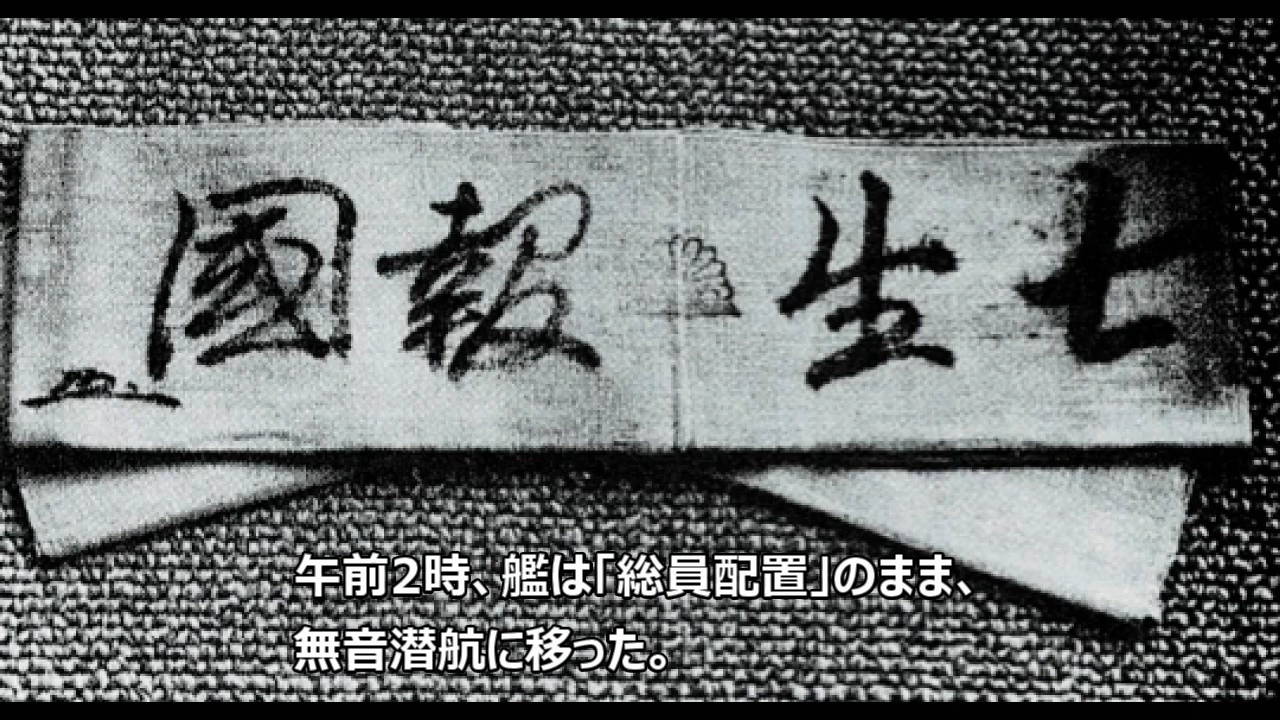 七生報國
午前2時、艦は「総員配置」のまま、
無音潜航に移った。